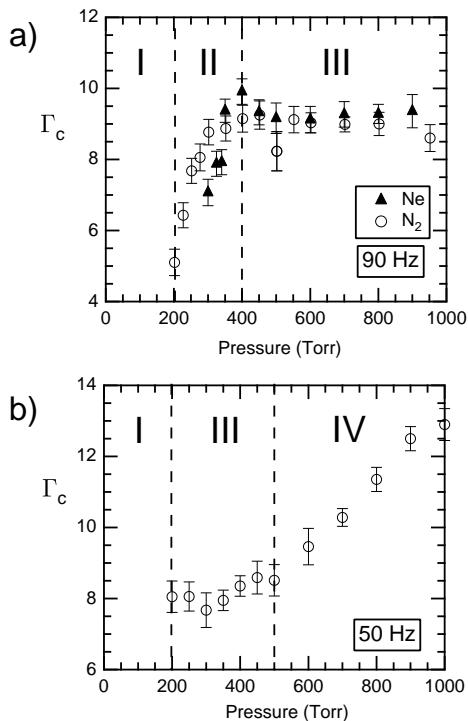 a)
12
10
8
6
4
Γc
I
II
III
Ne
N2
90 Hz
0
200
400
600
800
1000
Pressure (Torr)
b)
14
12
10
8
6
Γc
I
III
IV
50 Hz
0
200
400
600
800
1000
Pressure (Torr)